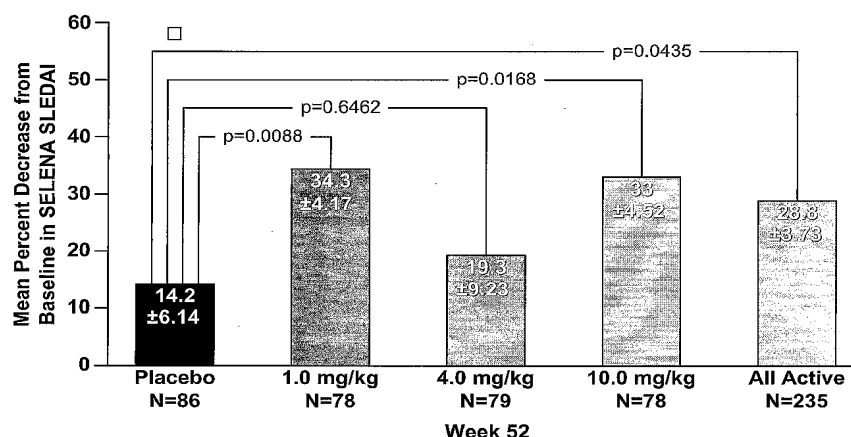 60
50
40
30
20
10
0
Mean Percent Decrease from
Baseline in SELENA SLEDAI
p=0.0435
p=0.0168
p=0.6462
p=0.0088
14.2
±6.14
34.3
±4.17
19.3
±9.23
33
±4.52
28.8
±3.73
Placebo
N=86
1.0 mg/kg
N=78
4.0 mg/kg
N=79
10.0 mg/kg
N=78
All Active
N=235
Week 52